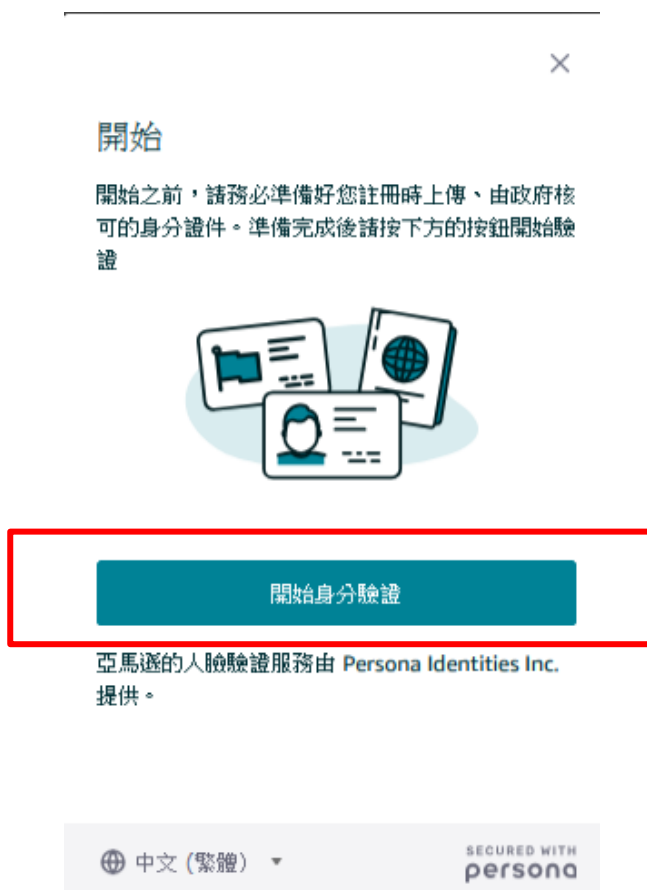 開始
開始之前，請務必準備好您註冊時上傳、由政府核
可的身分證件。準備完成後請按下方的按鈕開始驗
證
開始身分驗證
亞馬遜的人臉驗證服務由 Persona Identities Inc.
提供。
中文 (繁體)
SECURED WITH
persona